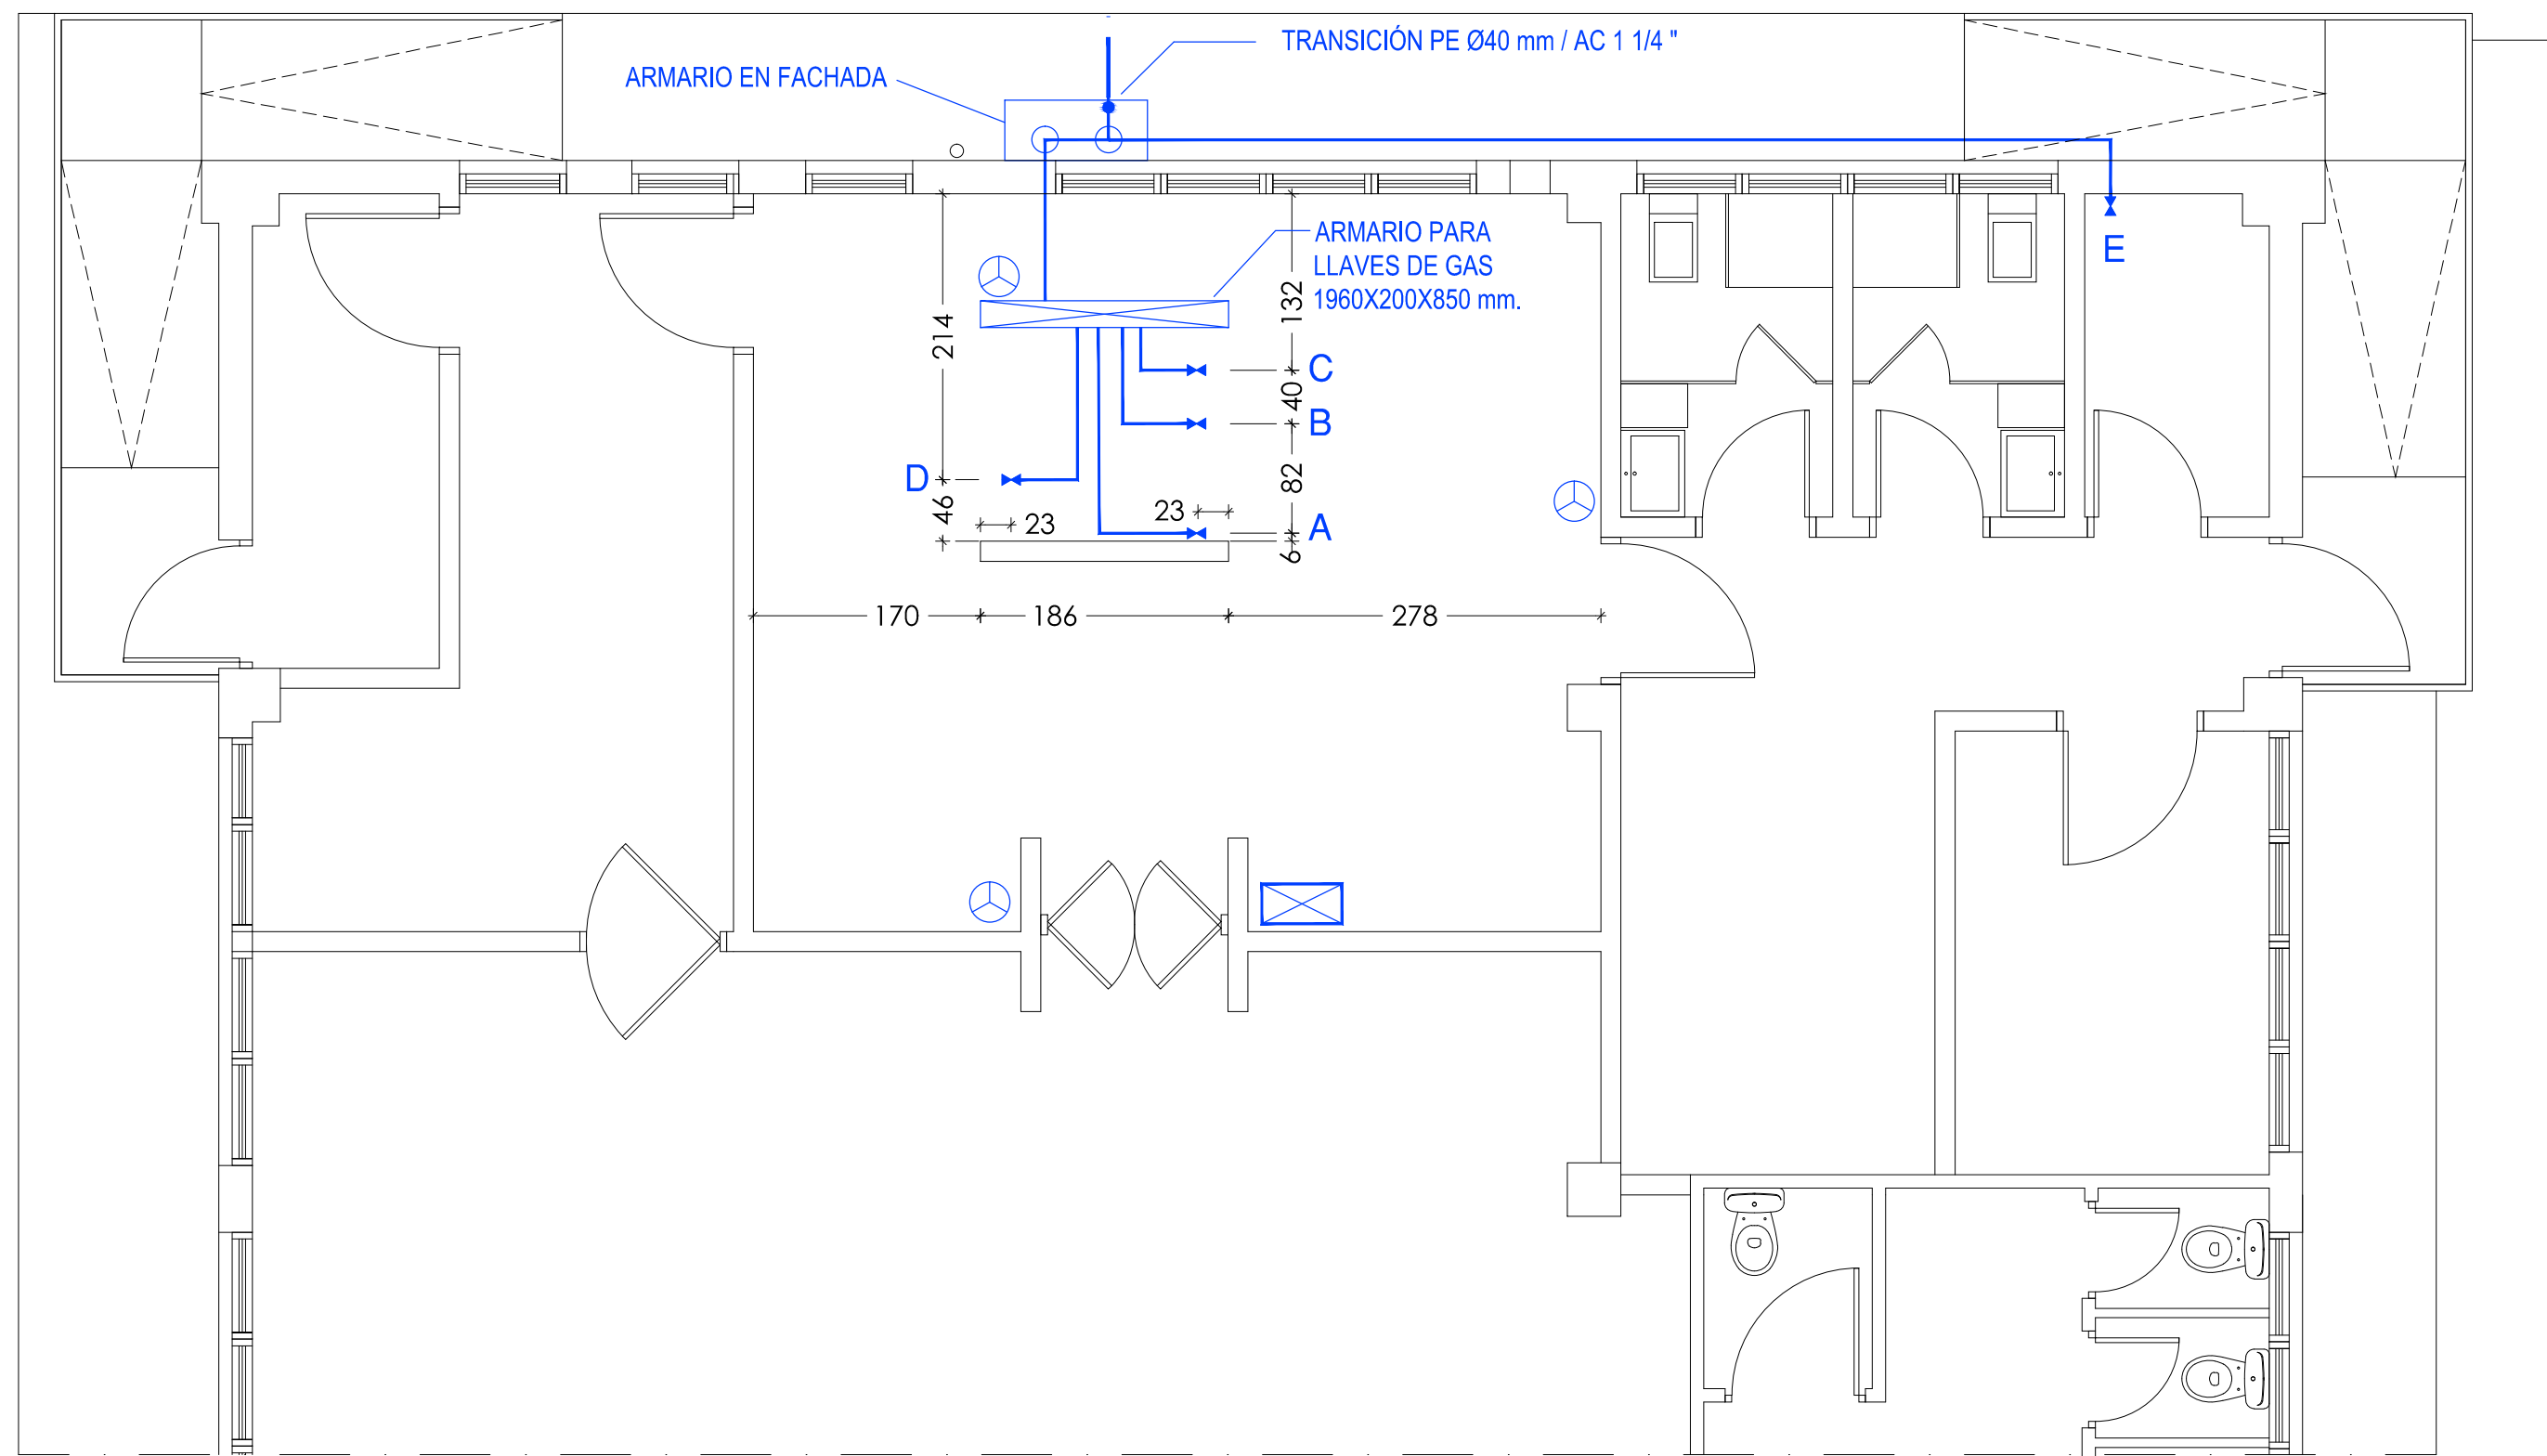 TRANSICIÓN PE Ø40 mm / AC 1 1/4 "
ARMARIO EN FACHADA
ARMARIO PARA
LLAVES DE GAS
1960X200X850 mm.
E
132
214
C
40
B
82
D
46
23
23
A
6
170
186
278